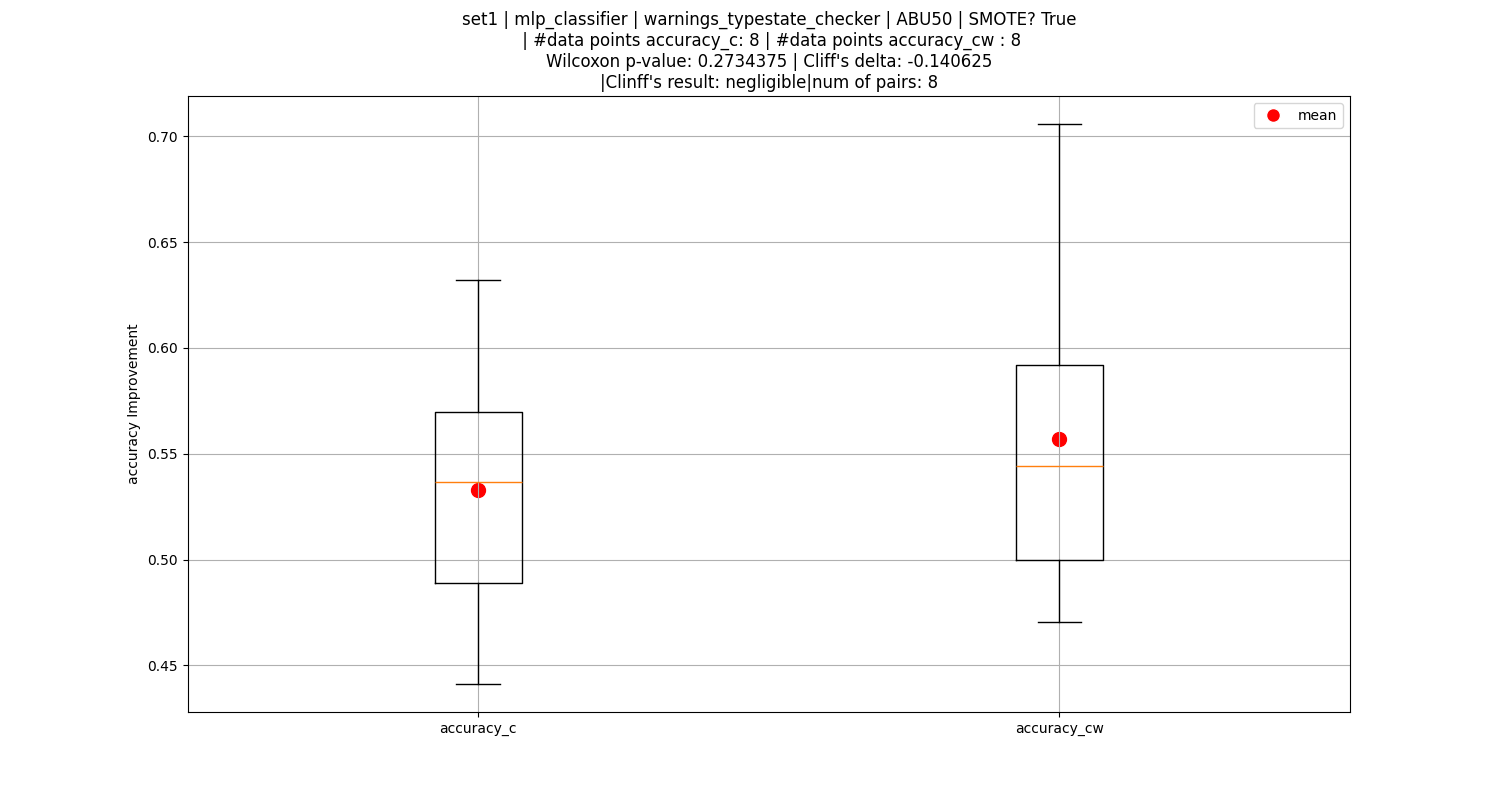 set1 | mlp_classifier | warnings_typestate_checker | ABU50 | SMOTE? True
| #data points accuracy_c: 8 | #data points accuracy_cw : 8
Wilcoxon p-value: 0.2734375 | Cliff's delta: -0.140625
|Clinff's result: negligible|num of pairs: 8
mean
0.70
0.65
0.60
0.55
0.50
0.45
accuracy Improvement
accuracy_c
accuracy_cw